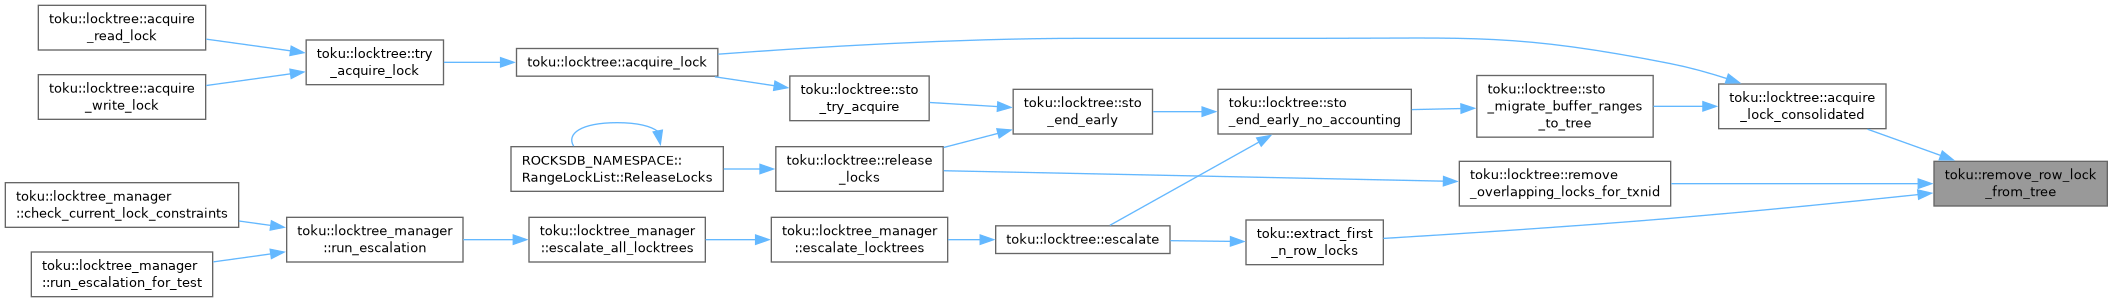 toku::locktree::acquire
_read_lock
toku::locktree::acquire
_write_lock
toku::locktree::try
_acquire_lock
toku::locktree::acquire_lock
toku::locktree::sto
_try_acquire
toku::locktree::sto
_end_early
toku::locktree::sto
_end_early_no_accounting
toku::locktree::sto
_migrate_buffer_ranges
_to_tree
toku::locktree::acquire
_lock_consolidated
ROCKSDB_NAMESPACE::
RangeLockList::ReleaseLocks
toku::locktree::release
_locks
toku::locktree::remove
_overlapping_locks_for_txnid
toku::remove_row_lock
_from_tree
toku::locktree_manager
::check_current_lock_constraints
toku::locktree_manager
::run_escalation_for_test
toku::locktree_manager
::run_escalation
toku::locktree_manager
::escalate_all_locktrees
toku::locktree_manager
::escalate_locktrees
toku::locktree::escalate
toku::extract_first
_n_row_locks